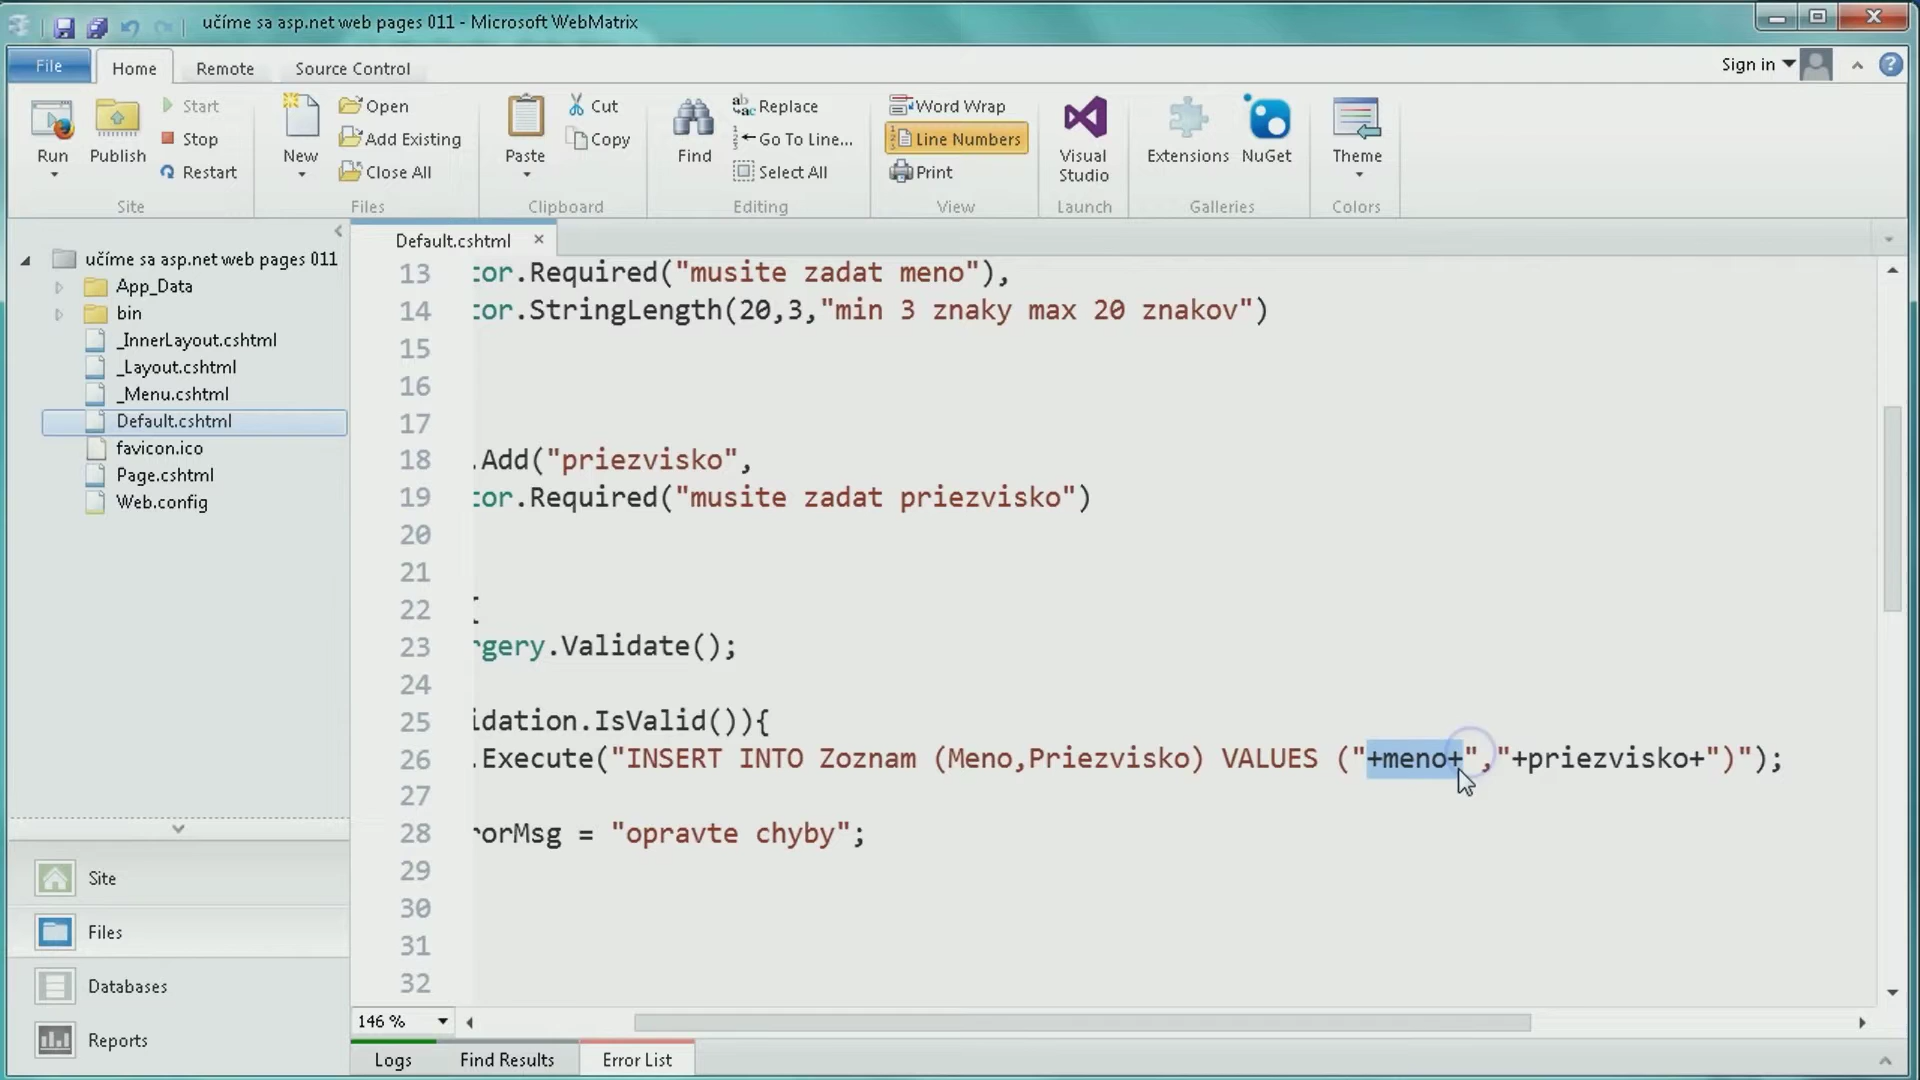 učíme sa asp.net web pages 011 - Microsoft WebMatrix
File
Home
Remote
Source Control
Sign in
Run
Publish
Start
Stop
Restart
Site
New
Open
Add Existing
Close All
Files
Paste
Cut
Copy
Clipboard
Find
Replace
Go To Line...
Select All
Editing
Word Wrap
Line Numbers
Print
View
Visual Studio
Launch
Extensions
NuGet
Galleries
Theme
Colors
učíme sa asp.net web pages 011
App_Data
bin
_InnerLayout.cshtml
_Layout.cshtml
_Menu.cshtml
Default.cshtml
favicon.ico
Page.cshtml
Web.config
Site
Files
Databases
Reports
Default.cshtml
13 tor.Required("musite zadat meno"),
14 tor.StringLength(20,3,"min 3 znaky max 20 znakov")
15
16
17
18 .Add("priezvisko",
19 tor.Required("musite zadat priezvisko")
20
21
22 {
23 rgery.Validate();
24
25 idation.IsValid()){
26 .Execute("INSERT INTO Zoznam (Meno,Priezvisko) VALUES ("+meno+","+priezvisko+")");
27
28 rorMsg = "opravte chyby";
29
30
31
32
146 %
Logs
Find Results
Error List